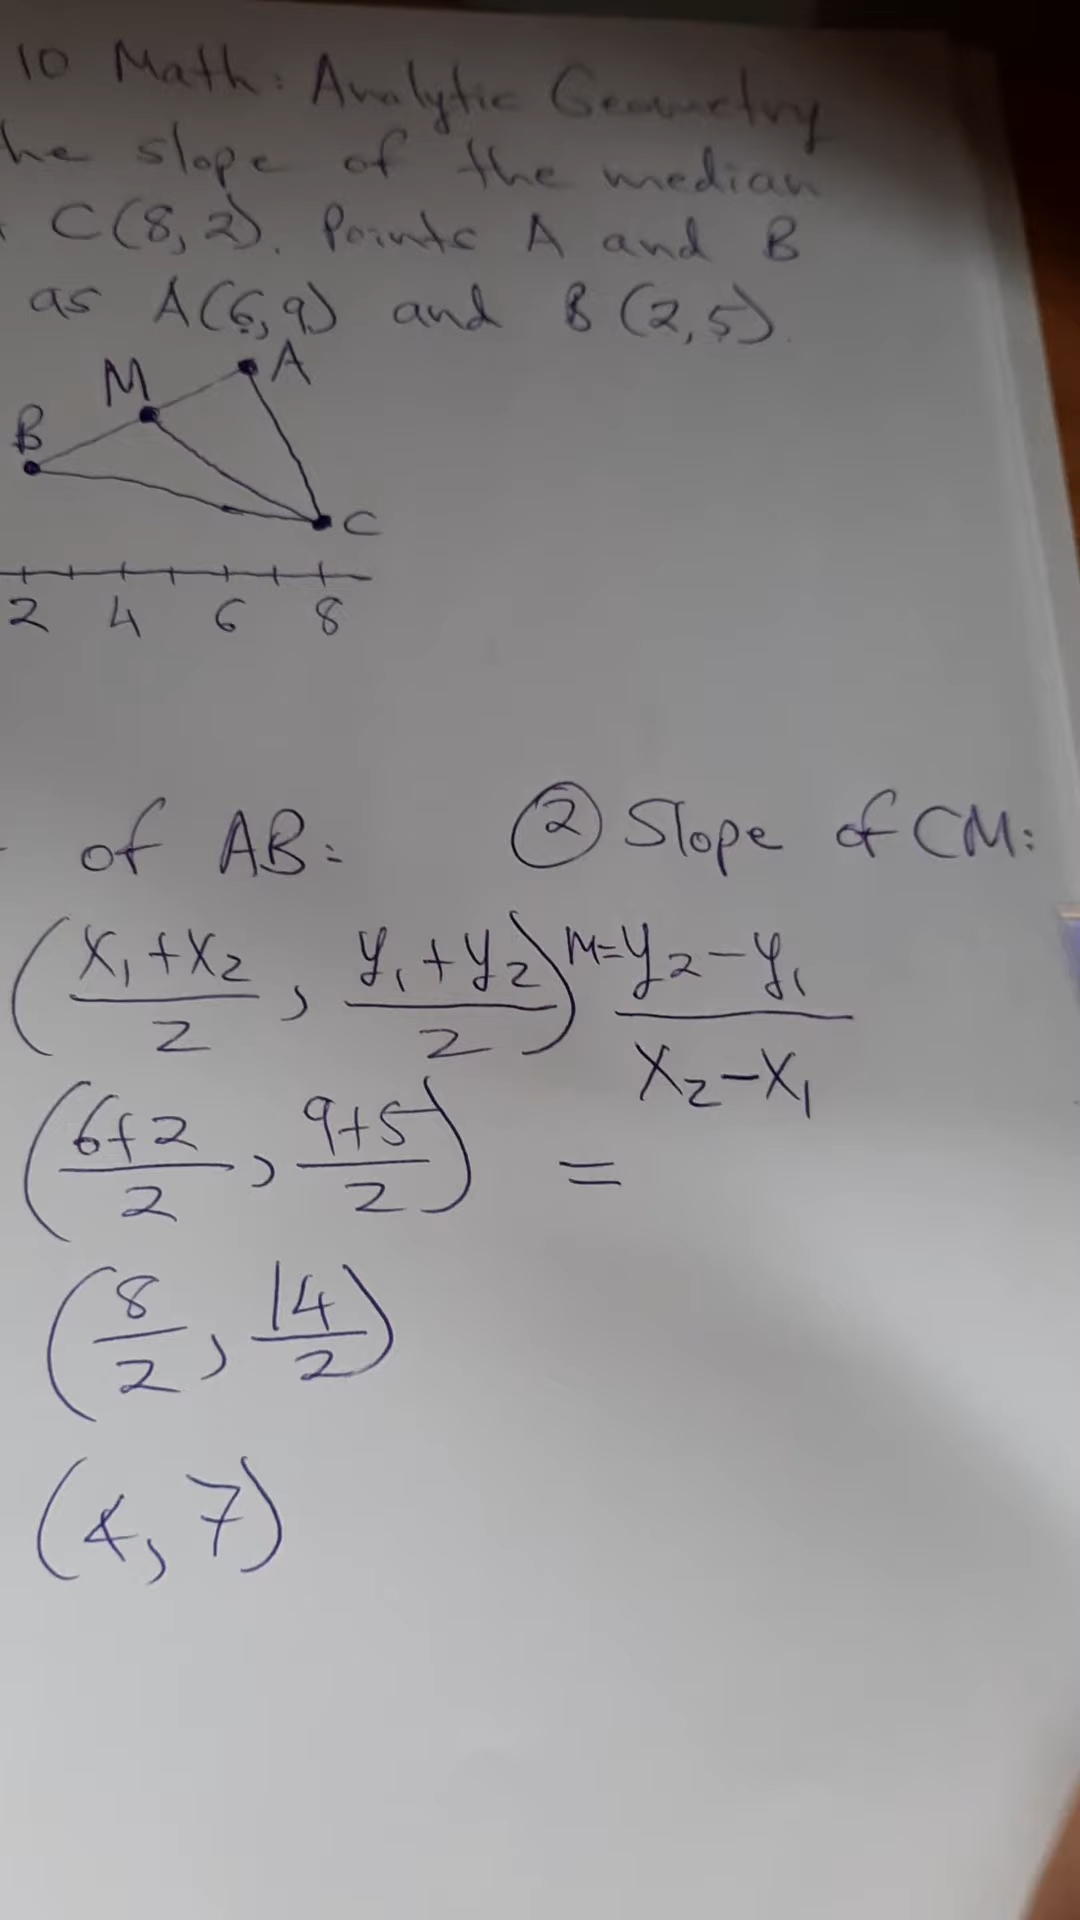 10 Math: Analytic Geometry
he slope of the median
C(8,2). Points A and B
as A(6,9) and B(2,5).
M A
B
C
2 4 6 8
of AB: ② Slope of CM:
(x₁+x₂/2, y₁+y₂/2) M=y₂-y₁/x₂-x₁
(6+2/2, 9+5/2) =
(8/2, 14/2)
(4,7)